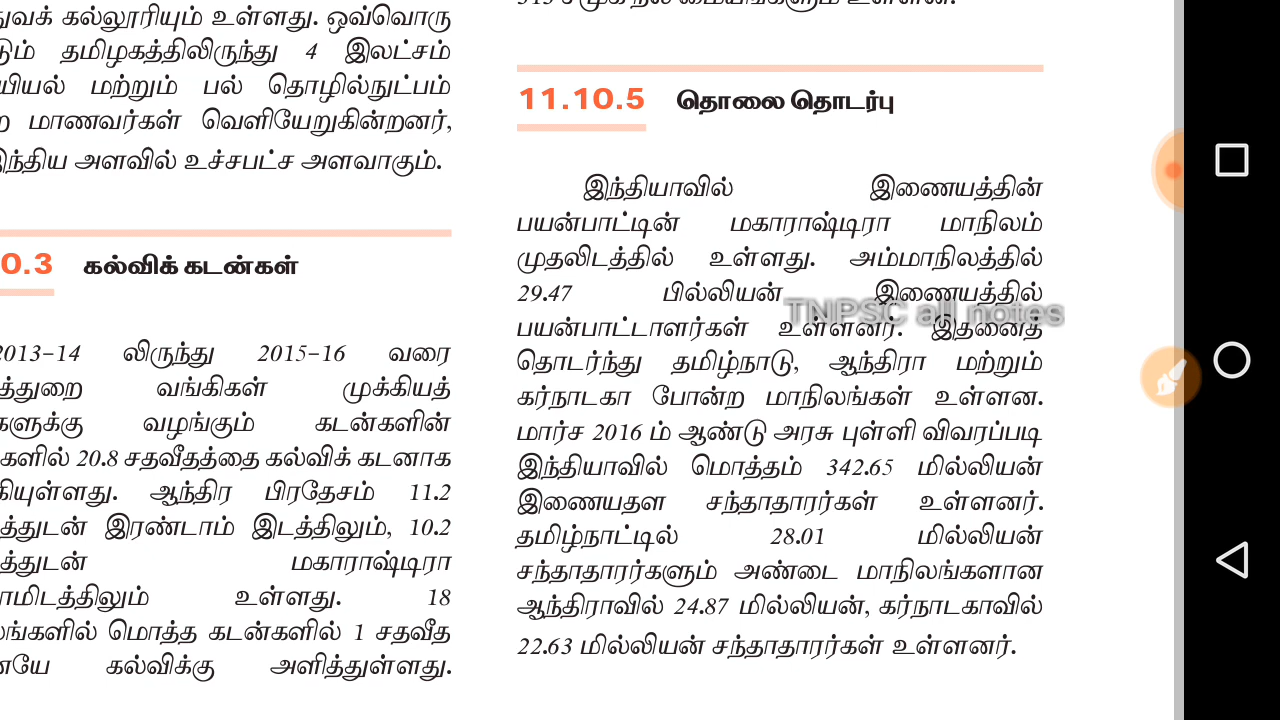 துவக் கல்லூரியும் உள்ளது. ஒவ்வொரு
தமிழகத்திலிருந்து 4 இலட்சம்
மற்றும் பல் தொழில்நுட்பம்
மாணவர்கள் வெளியேறுகின்றனர்,
இந்திய அளவில் உச்சபட்ச அளவாகும்.
0.3 கல்விக் கடன்கள்
2013-14 லிருந்து 2015-16 வரை
த்துறை வங்கிகள் முக்கியத்
களுக்கு வழங்கும் கடன்களின்
களில் 20.8 சதவீதத்தை கல்விக் கடனாக
கியுள்ளது. ஆந்திர பிரதேசம் 11.2
த்துடன் இரண்டாம் இடத்திலும், 10.2
த்துடன் மகாராஷ்டிரா
ாமிடத்திலும் உள்ளது. 18
ங்களில் மொத்த கடன்களில் 1 சதவீத
யே கல்விக்கு அளித்துள்ளது.
11.10.5 தொலை தொடர்பு
இந்தியாவில் இணையத்தின்
பயன்பாட்டின் மகாராஷ்டிரா மாநிலம்
முதலிடத்தில் உள்ளது. அம்மாநிலத்தில்
29.47 பில்லியன் இணையத்தில்
TNPSC all notes
பயன்பாட்டாளர்கள் உள்ளனர். இதனைத்
தொடர்ந்து தமிழ்நாடு, ஆந்திரா மற்றும்
கர்நாடகா போன்ற மாநிலங்கள் உள்ளன.
மார்ச 2016 ம் ஆண்டு அரசு புள்ளி விவரப்படி
இந்தியாவில் மொத்தம் 342.65 மில்லியன்
இணையதள சந்தாதாரர்கள் உள்ளனர்.
தமிழ்நாட்டில் 28.01 மில்லியன்
சந்தாதாரர்களும் அண்டை மாநிலங்களான
ஆந்திராவில் 24.87 மில்லியன், கர்நாடகாவில்
22.63 மில்லியன் சந்தாதாரர்கள் உள்ளனர்.